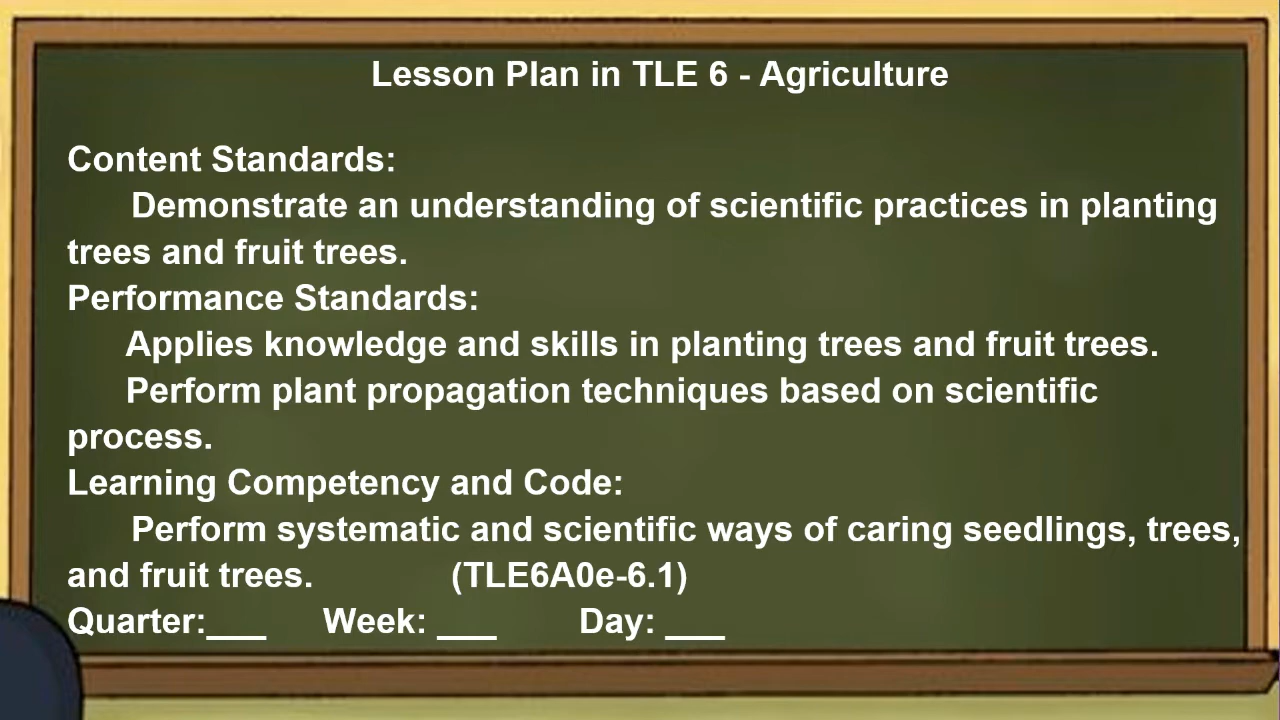 Lesson Plan in TLE 6 - Agriculture
Content Standards:
Demonstrate an understanding of scientific practices in planting
trees and fruit trees.
Performance Standards:
Applies knowledge and skills in planting trees and fruit trees.
Perform plant propagation techniques based on scientific
process.
Learning Competency and Code:
Perform systematic and scientific ways of caring seedlings, trees,
and fruit trees. (TLE6A0e-6.1)
Quarter:___ Week: ___ Day: ___